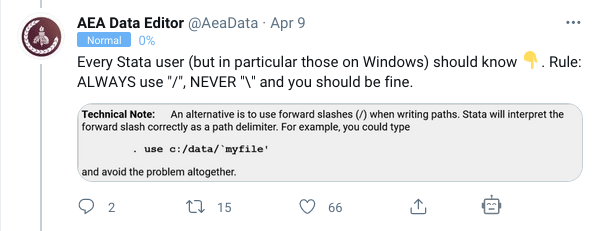 AEA Data Editor @AeaData · Apr 9
Normal 0%
Every Stata user (but in particular those on Windows) should know 👇. Rule:
ALWAYS use "/", NEVER "\" and you should be fine.
Technical Note: An alternative is to use forward slashes (/) when writing paths. Stata will interpret the
forward slash correctly as a path delimiter. For example, you could type
. use c:/data/`myfile'
and avoid the problem altogether.
2 15 66